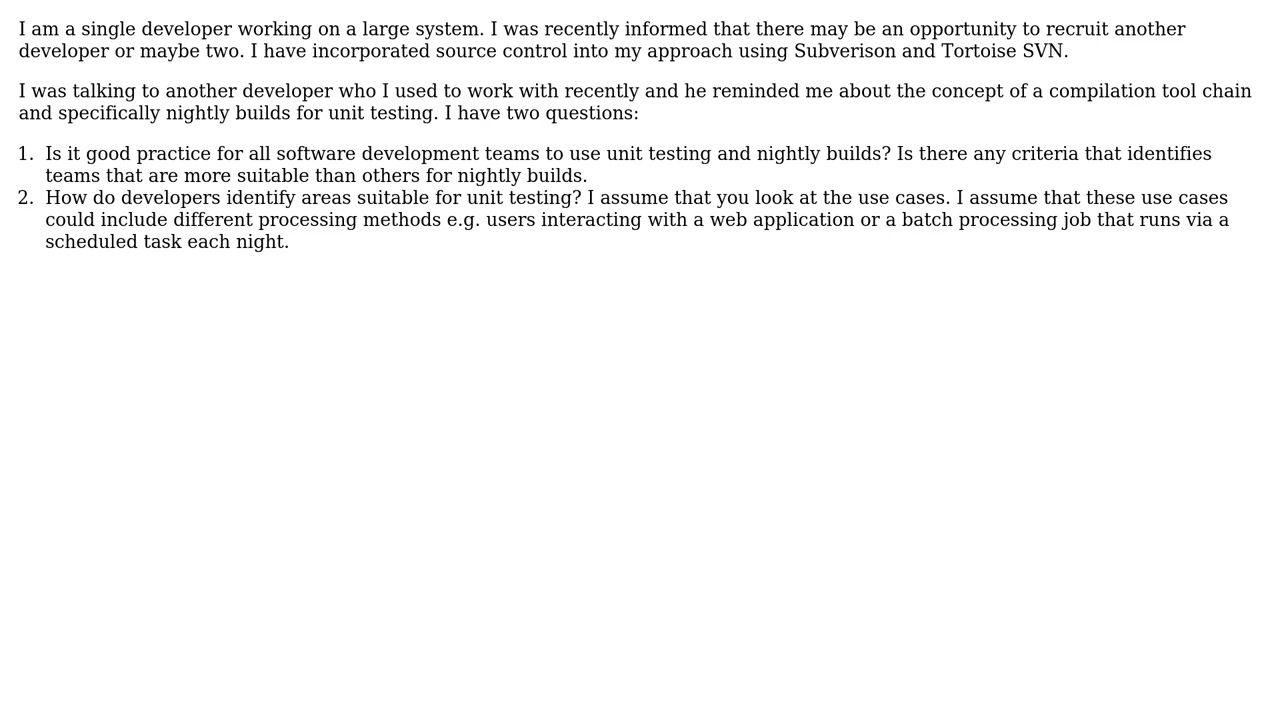 I am a single developer working on a large system. I was recently informed that there may be an opportunity to recruit another
developer or maybe two. I have incorporated source control into my approach using Subverison and Tortoise SVN.
I was talking to another developer who I used to work with recently and he reminded me about the concept of a compilation tool chain
and specifically nightly builds for unit testing. I have two questions:
1. Is it good practice for all software development teams to use unit testing and nightly builds? Is there any criteria that identifies
teams that are more suitable than others for nightly builds.
2. How do developers identify areas suitable for unit testing? I assume that you look at the use cases. I assume that these use cases
could include different processing methods e.g. users interacting with a web application or a batch processing job that runs via a
scheduled task each night.